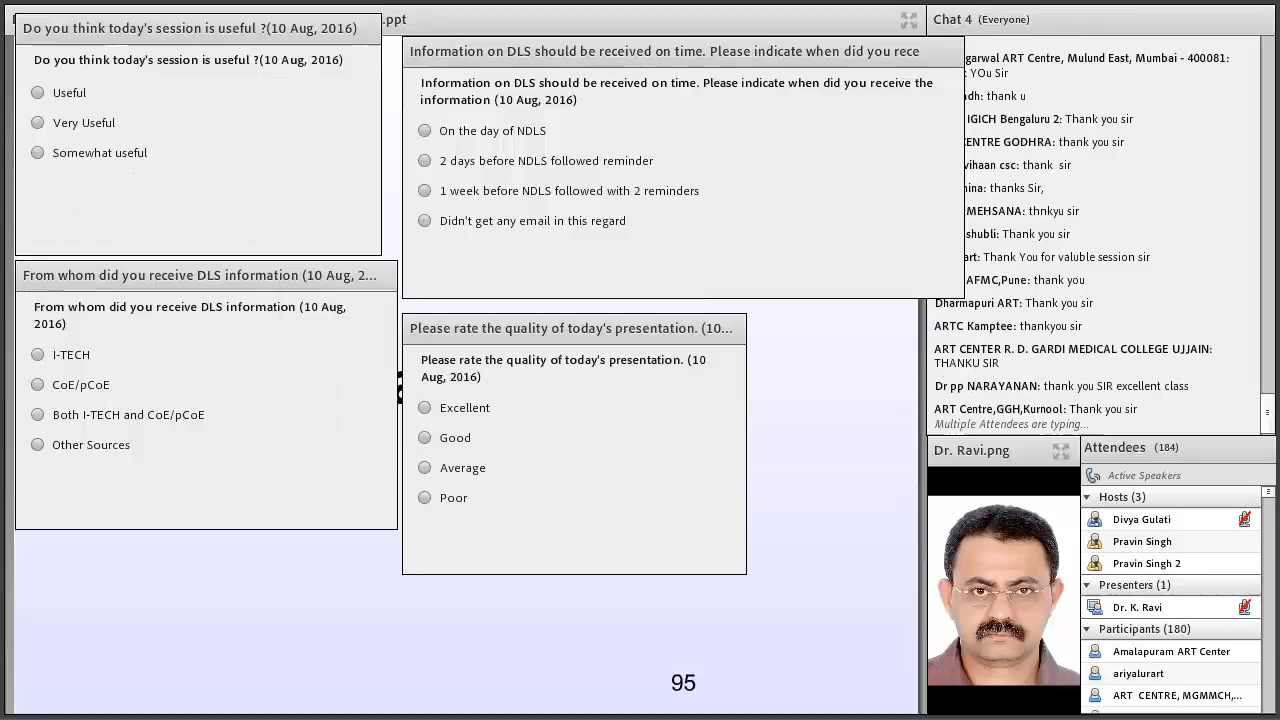 .ppt
Do you think today's session is useful ?(10 Aug, 2016)
Do you think today's session is useful ?(10 Aug, 2016)
Useful
Very Useful
Somewhat useful
Information on DLS should be received on time. Please indicate when did you rece
Information on DLS should be received on time. Please indicate when did you receive the
information (10 Aug, 2016)
On the day of NDLS
2 days before NDLS followed reminder
1 week before NDLS followed with 2 reminders
Didn't get any email in this regard
From whom did you receive DLS information (10 Aug, 2...
From whom did you receive DLS information (10 Aug,
2016)
I-TECH
CoE/pCoE
Both I-TECH and CoE/pCoE
Other Sources
Please rate the quality of today's presentation. (10...
Please rate the quality of today's presentation. (10
Aug, 2016)
Excellent
Good
Average
Poor
95
Chat 4 (Everyone)
garwal ART Centre, Mulund East, Mumbai - 400081:
YOu Sir
dh: thank u
IGICH Bengaluru 2: Thank you sir
ENTRE GODHRA: thank you sir
vihaan csc: thank sir
nina: thanks Sir,
MEHSANA: thnkyu sir
shubli: Thank you sir
art: Thank You for valuble session sir
AFMC,Pune: thank you
Dharmapuri ART: Thank you sir
ARTC Kamptee: thankyou sir
ART CENTER R. D. GARDI MEDICAL COLLEGE UJJAIN:
THANKU SIR
Dr pp NARAYANAN: thank you SIR excellent class
ART Centre,GGH,Kurnool: Thank you sir
Multiple Attendees are typing...
Dr. Ravi.png
Attendees (184)
Active Speakers
Hosts (3)
Divya Gulati
Pravin Singh
Pravin Singh 2
Presenters (1)
Dr. K. Ravi
Participants (180)
Amalapuram ART Center
ariyalurart
ART CENTRE, MGMMCH,...